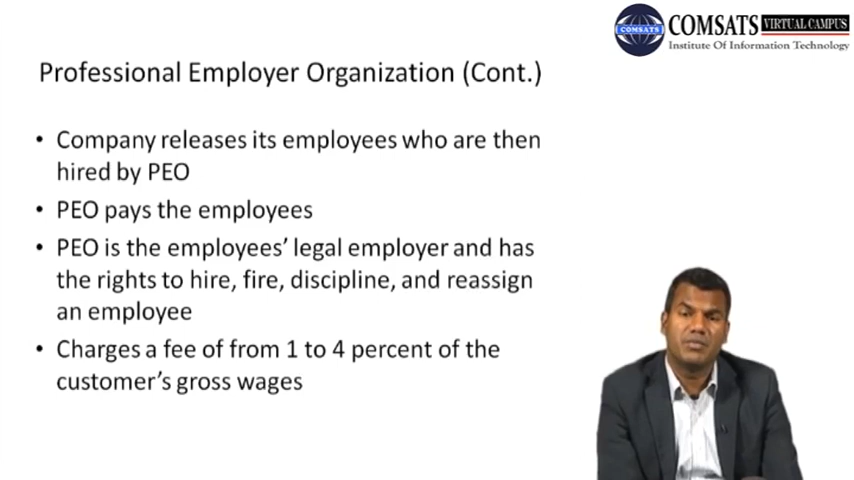 COMSATS VIRTUAL CAMPUS
COMSATS
Institute Of Information Technology
Professional Employer Organization (Cont.)
• Company releases its employees who are then
hired by PEO
• PEO pays the employees
• PEO is the employees’ legal employer and has
the rights to hire, fire, discipline, and reassign
an employee
• Charges a fee of from 1 to 4 percent of the
customer’s gross wages